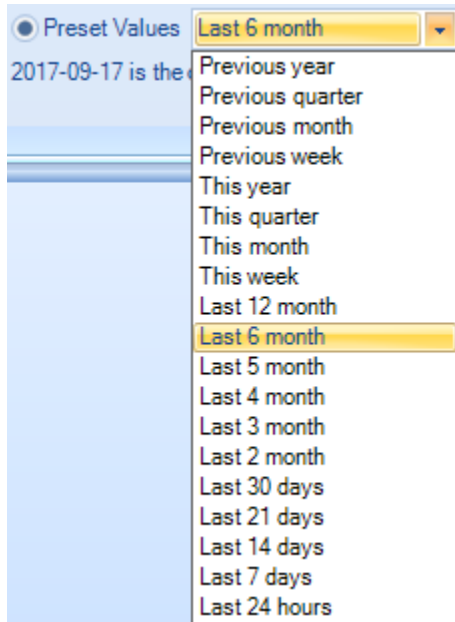 Preset Values Last 6 month
2017-09-17 is the
Previous year
Previous quarter
Previous month
Previous week
This year
This quarter
This month
This week
Last 12 month
Last 6 month
Last 5 month
Last 4 month
Last 3 month
Last 2 month
Last 30 days
Last 21 days
Last 14 days
Last 7 days
Last 24 hours